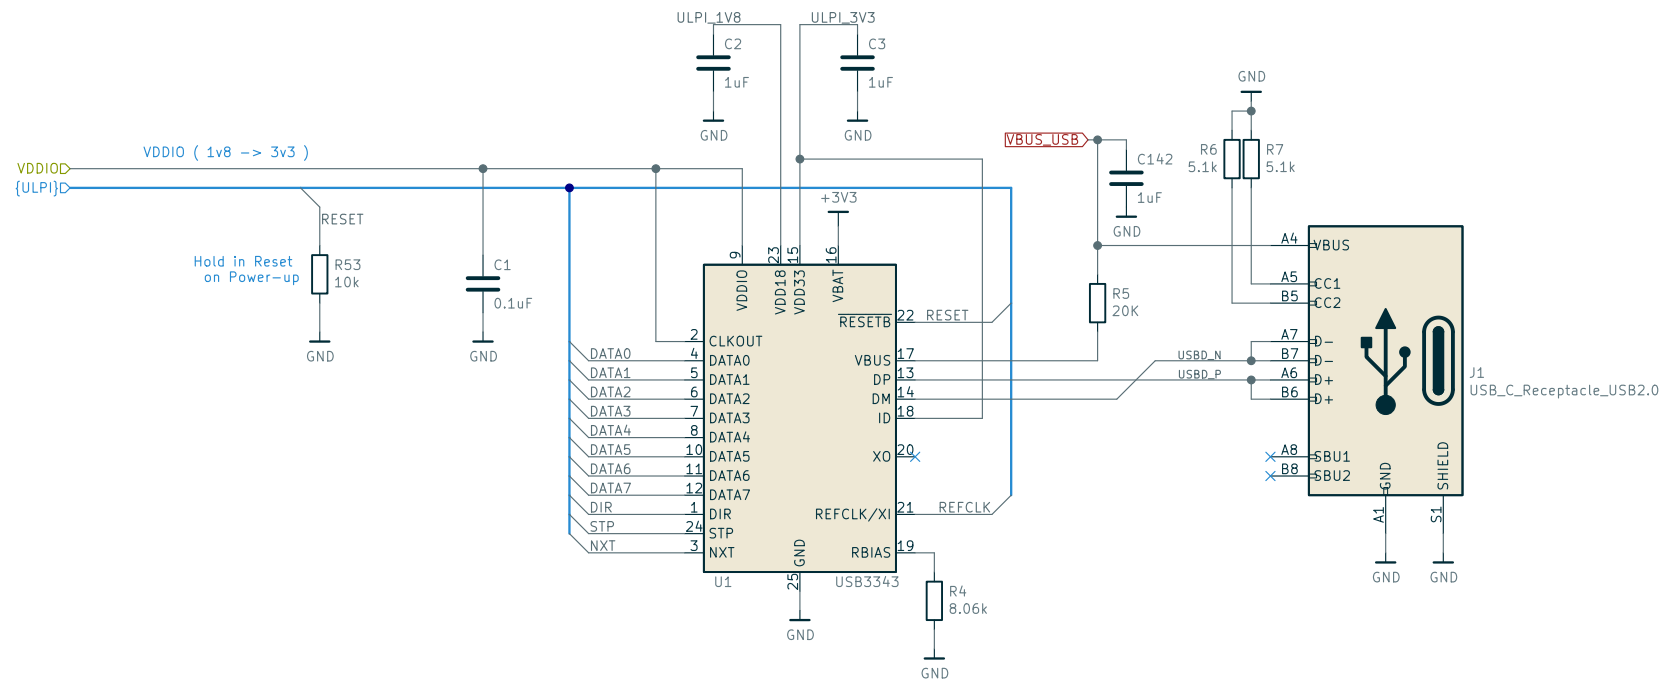 ULPI_1V8
ULPI_3V3
C2
1uF
GND
C3
1uF
GND
GND
R6
5.1k
R7
5.1k
VBUS_USB
C142
1uF
GND
VDDIO ( 1v8 -> 3v3 )
VDDIO
{ULPI}
RESET
Hold in Reset
on Power-up
R53
10k
GND
C1
0.1uF
GND
+3V3
9
23
15
16
VDDIO
VDD18
VDD33
VBAT
2 CLKOUT
DATA0 4 DATA0
DATA1 5 DATA1
DATA2 6 DATA2
DATA3 7 DATA3
DATA4 8 DATA4
DATA5 10 DATA5
DATA6 11 DATA6
DATA7 12 DATA7
DIR 1 DIR
STP 24 STP
NXT 3 NXT
RESETB 22 RESET
VBUS 17
DP 13
DM 14
ID 18
XO 20
REFCLK/XI 21 REFCLK
RBIAS 19
GND
25
U1
USB3343
GND
R4
8.06k
GND
R5
20K
USBD_N
USBD_P
A4 VBUS
A5 CC1
B5 CC2
A7 D-
B7 D-
A6 D+
B6 D+
A8 SBU1
B8 SBU2
GND
SHIELD
A1
S1
GND
GND
J1
USB_C_Receptacle_USB2.0